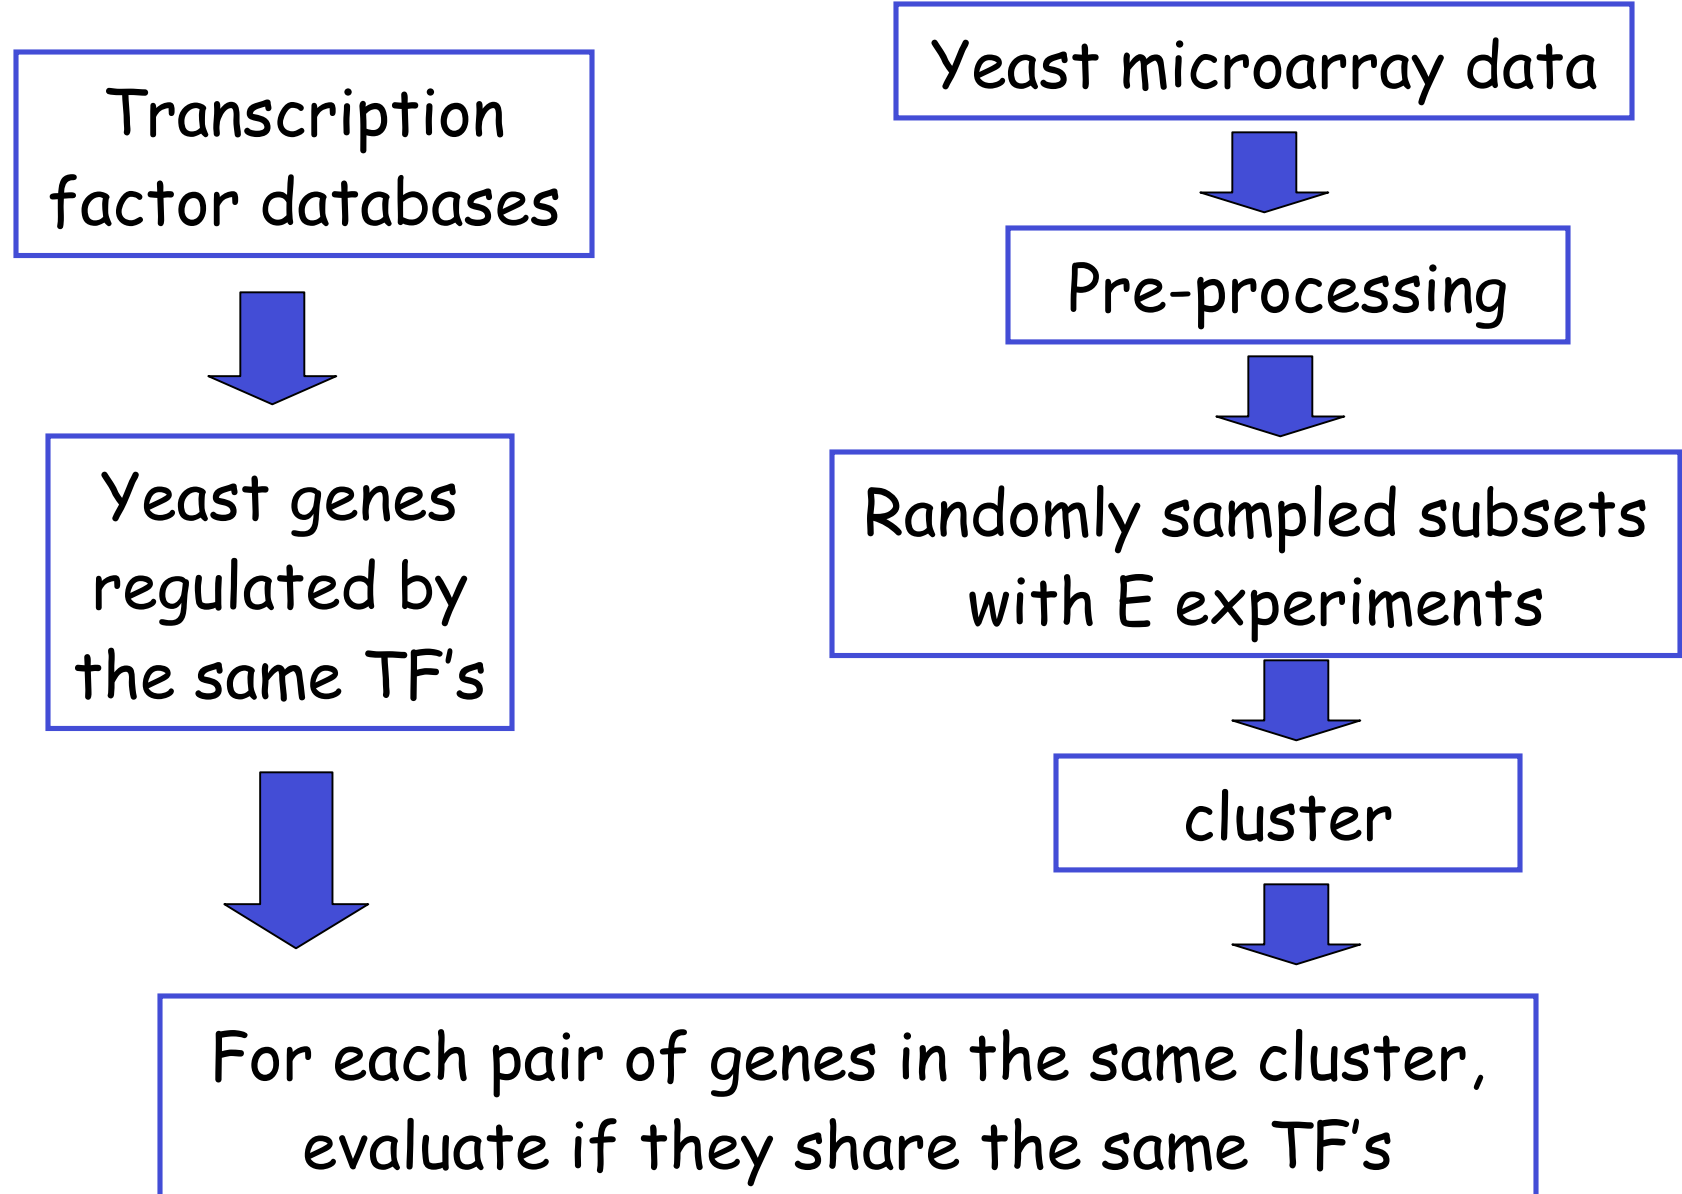 Transcription
factor databases
Yeast genes
regulated by
the same TF’s
Yeast microarray data
Pre-processing
Randomly sampled subsets
with E experiments
cluster
For each pair of genes in the same cluster,
evaluate if they share the same TF’s